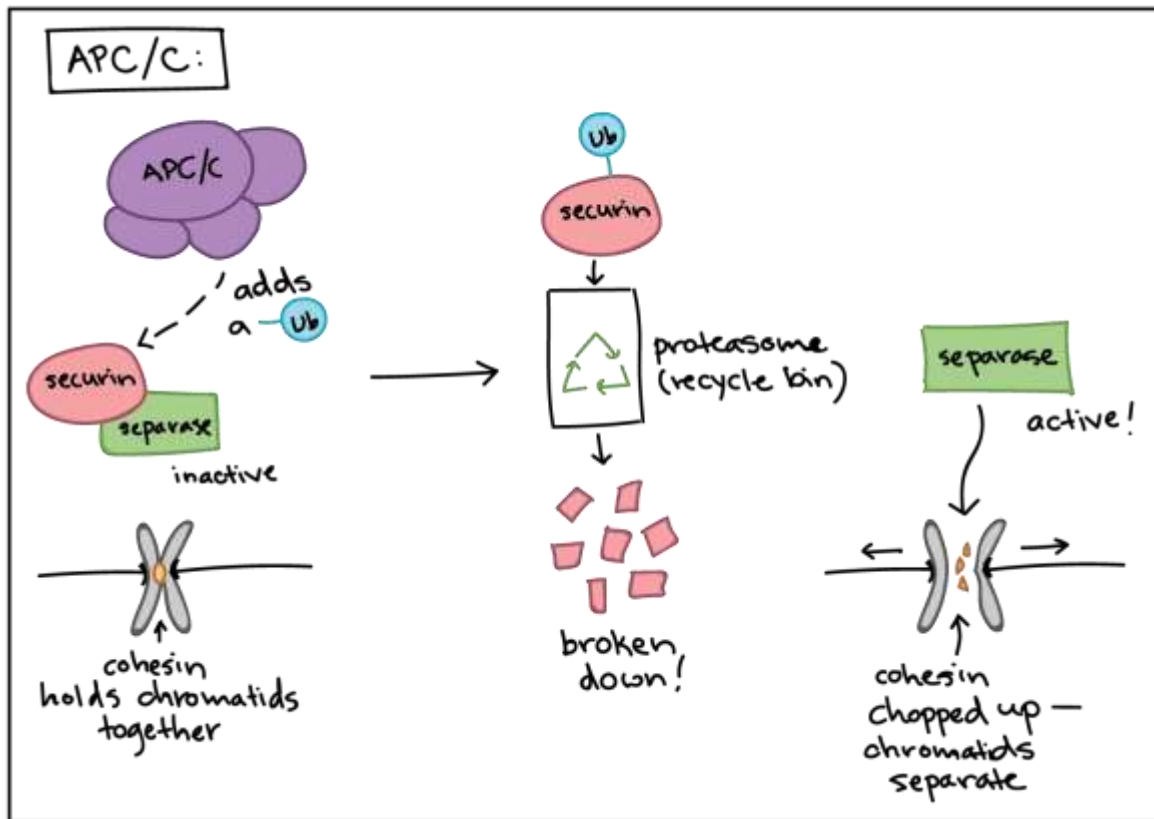 APC/C:
APC/C
adds
a Ub
securin
separase
inactive
cohesin
holds chromatids
together
Ub
securin
proteasome
(recycle bin)
broken
down!
separase
active!
cohesin
chopped up —
chromatids
separate